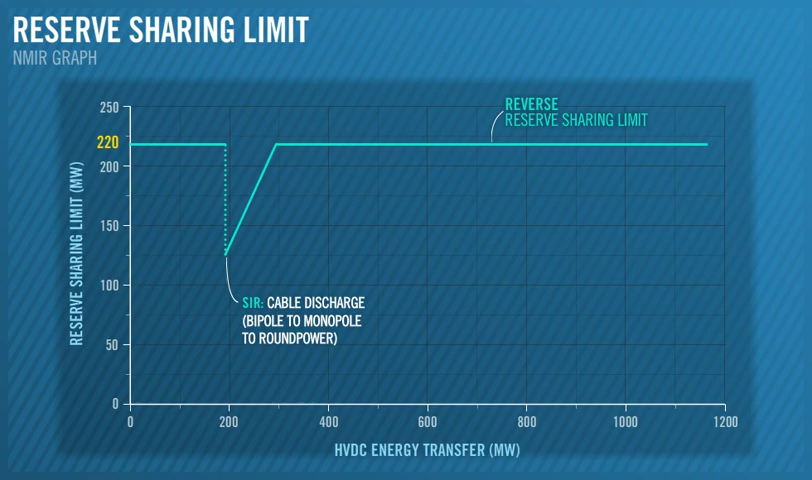 RESERVE SHARING LIMIT
NMIR GRAPH
REVERSE
RESERVE SHARING LIMIT
250
220
200
150
100
50
0
RESERVE SHARING LIMIT (MW)
SIR: CABLE DISCHARGE
(BIPOLE TO MONOPOLE
TO ROUNDPOWER)
0 200 400 600 800 1000 1200
HVDC ENERGY TRANSFER (MW)